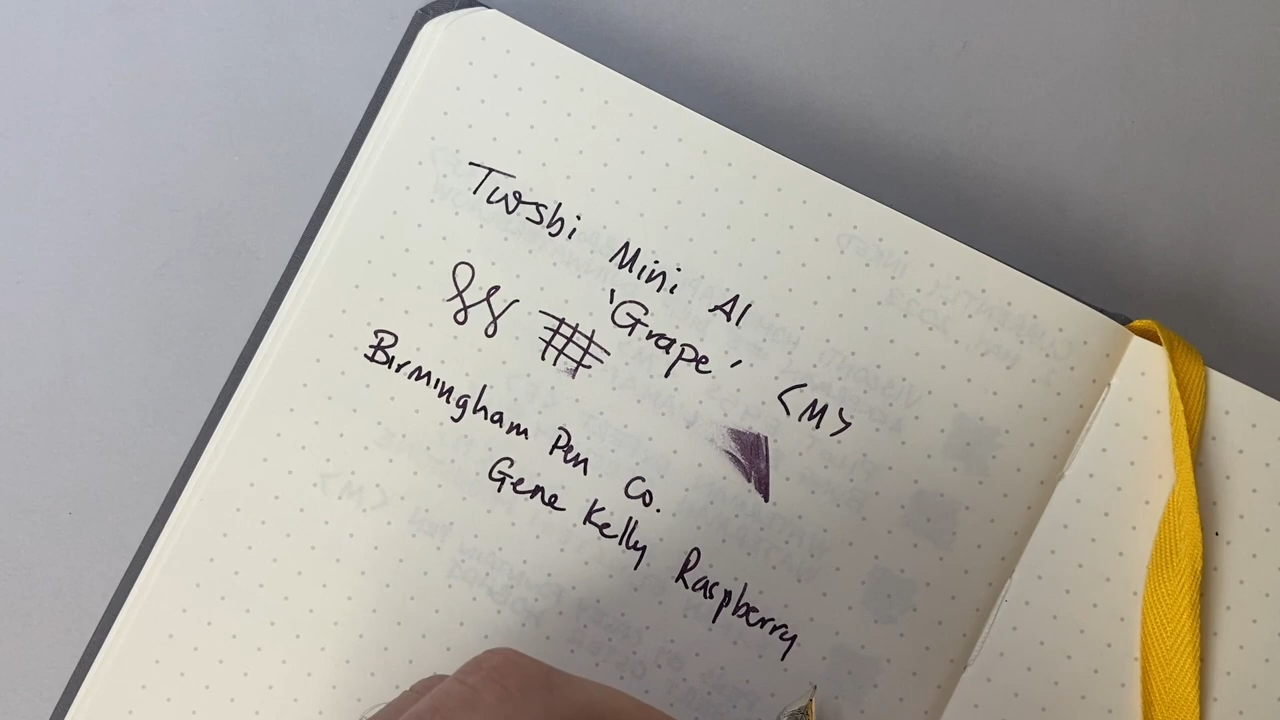 Twsbi Mini Al
'Grape' <M>
Birmingham Pen Co.
Gene Kelly Raspberry